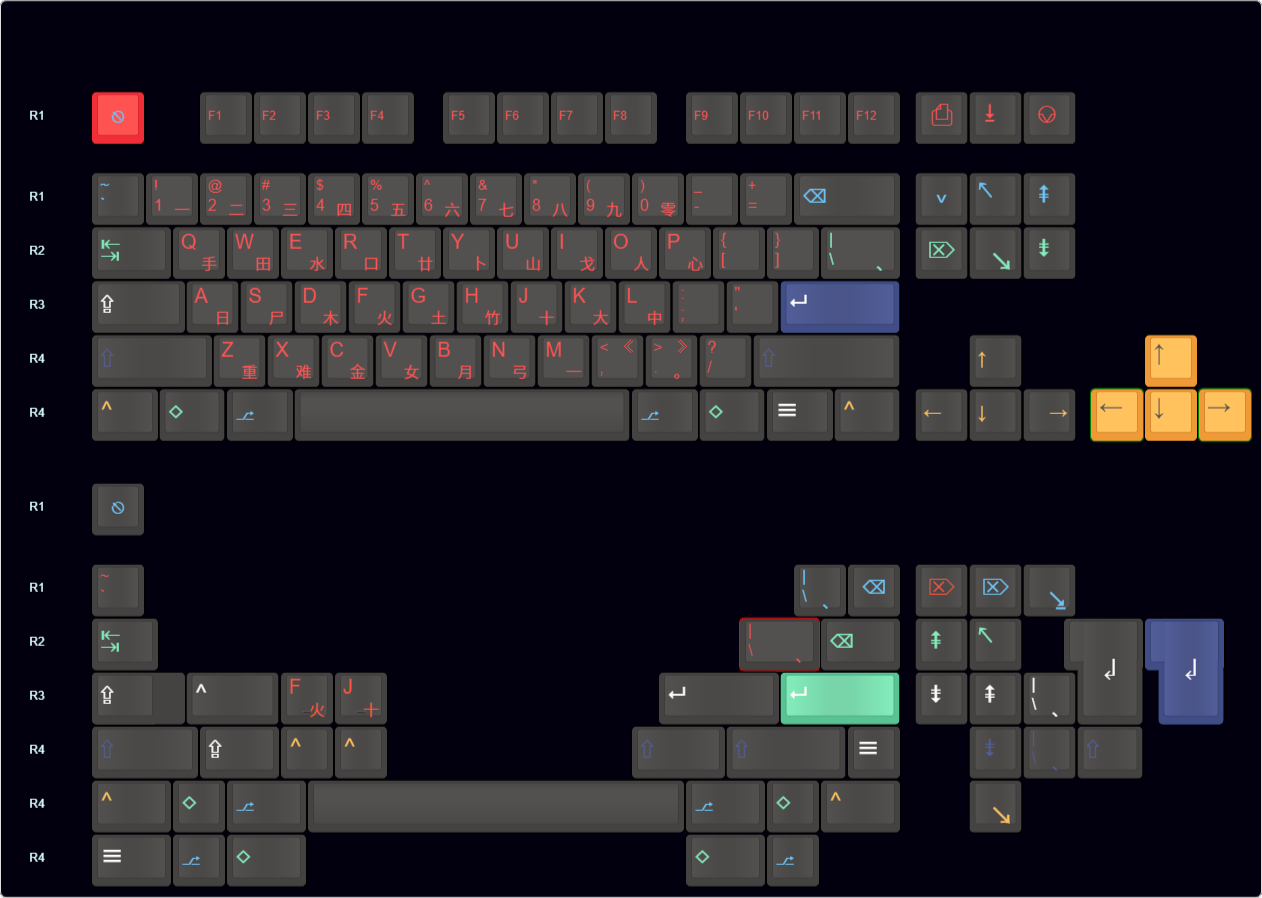 R1 F1 F2 F3 F4 F5 F6 F7 F8 F9 F10 F11 F12
R1 ~ ` ! 1 一 @ 2 二 # 3 三 $ 4 四 % 5 五 ^ 6 六 & 7 七 * 8 八 ( 9 九 ) 0 零 _ - + =
R2 Q 手 W 田 E 水 R 口 T 廿 Y 卜 U 山 I 戈 O 人 P 心 { [ } ] | \ 、
R3 A 日 S 尸 D 木 F 火 G 土 H 竹 J 十 K 大 L 中 : ; " '
R4 Z 重 X 难 C 金 V 女 B 月 N 弓 M 一 < 《 , > 》 . 。 ? /
R4
R1
R1 ~ ` | \ 、
R2 | \ 、
R3 F 火 J 十 | \ 、
R4 | \ 、
R4
R4